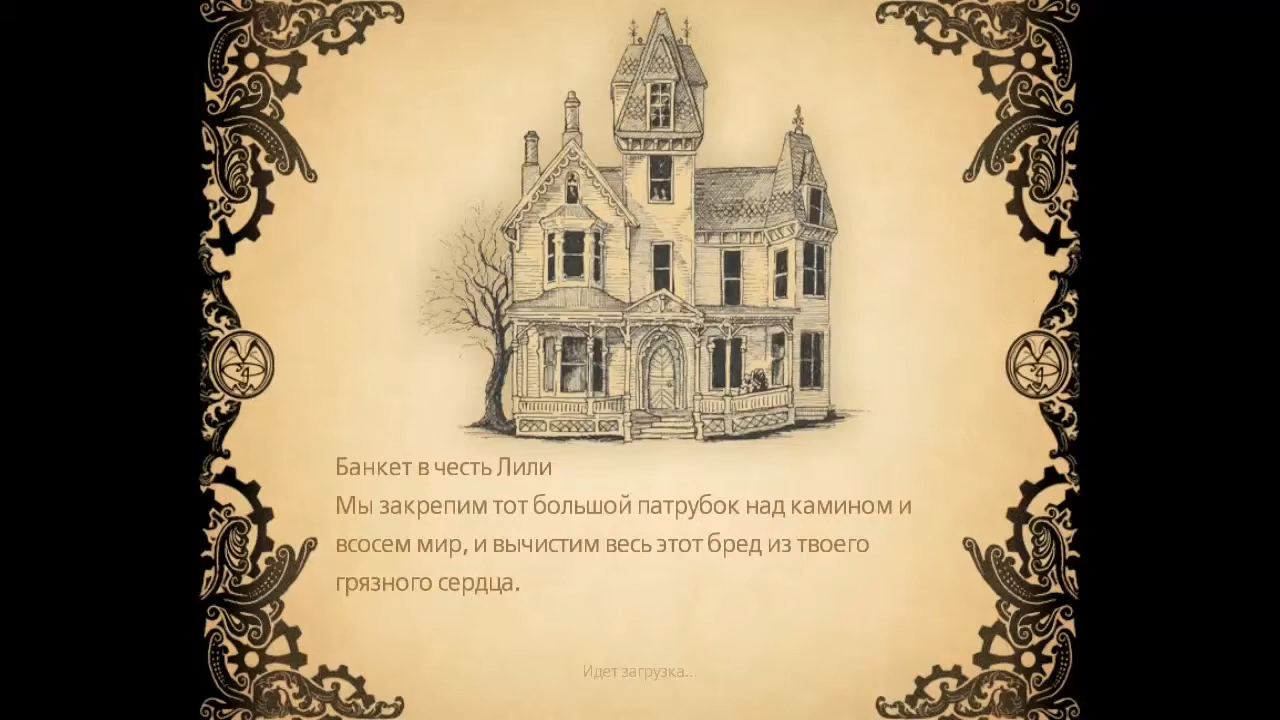 Банкет в честь Лили
Мы закрепим тот большой патрубок над камином и
всосем мир, и вычистим весь этот бред из твоего
грязного сердца.
Идет загрузка..